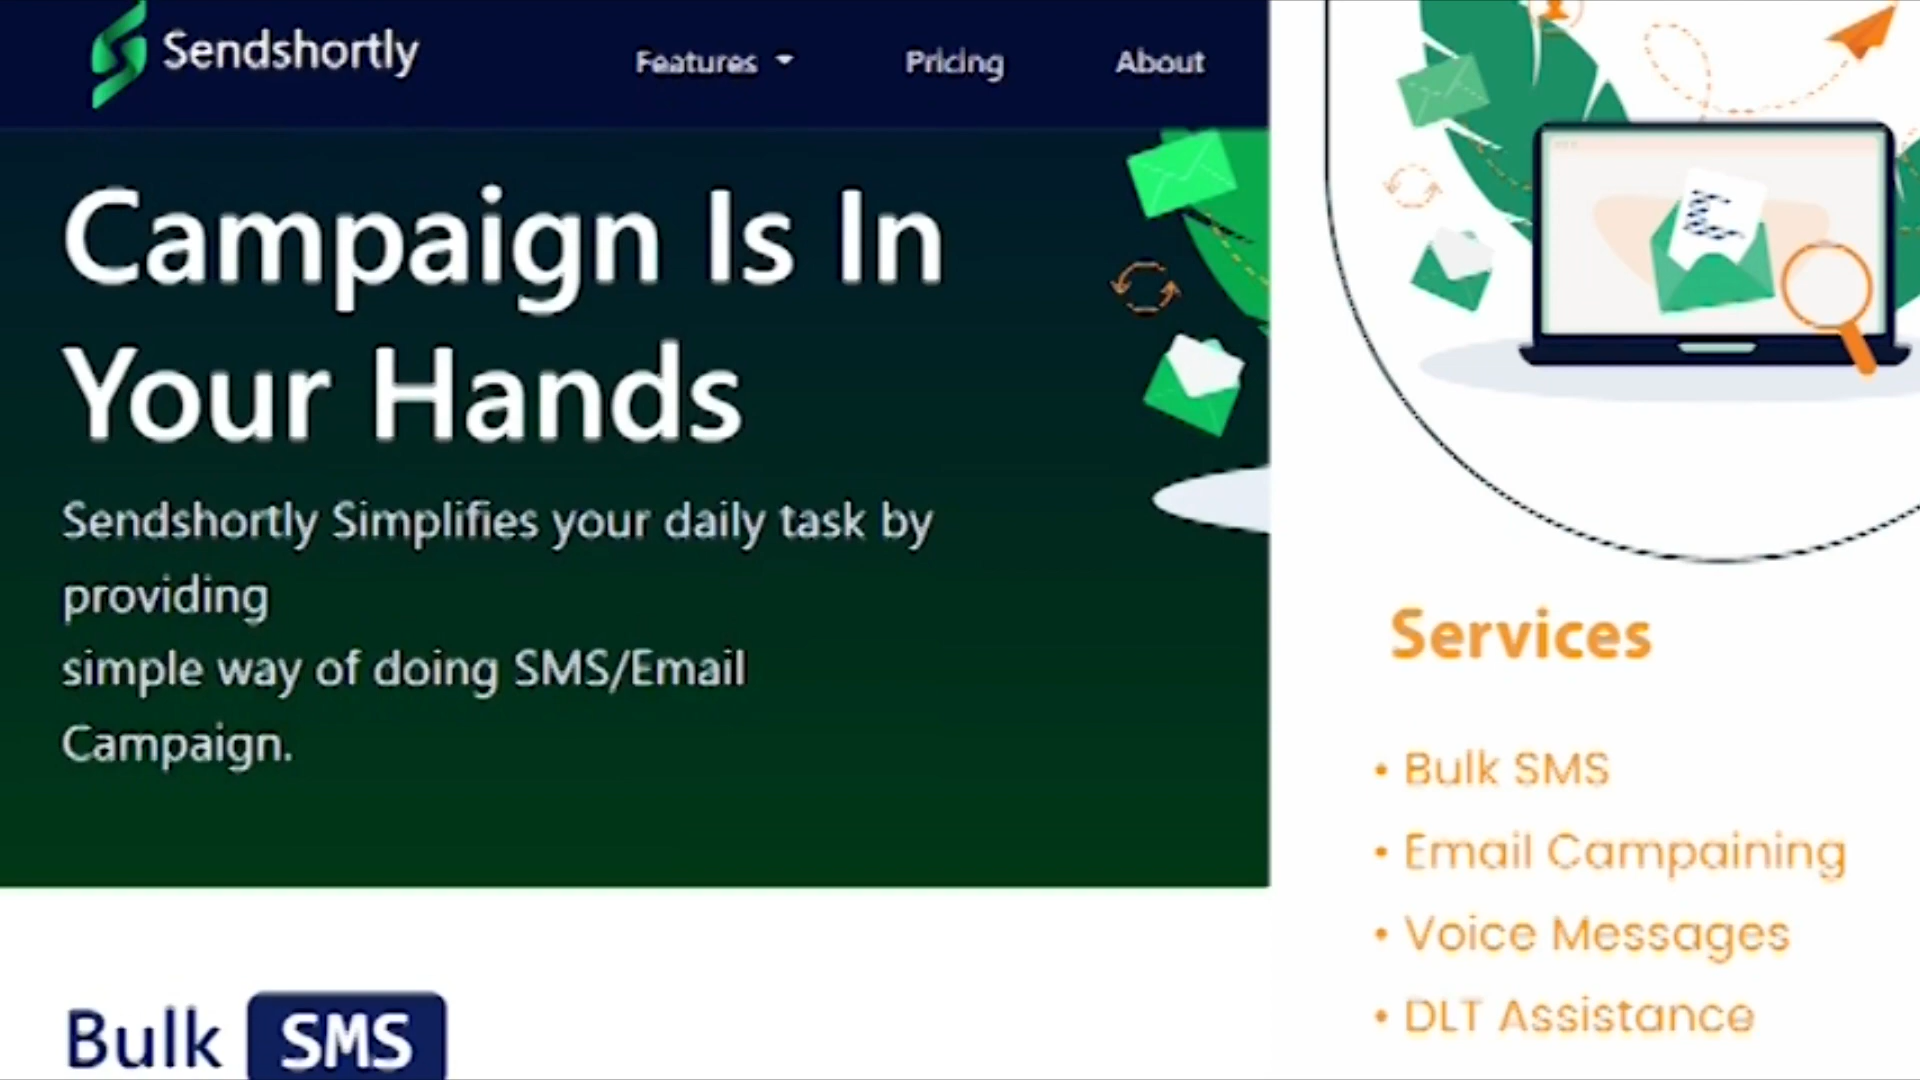 Sendshortly
Features
Pricing
About
Campaign Is In
Your Hands
Sendshortly Simplifies your daily task by
providing
simple way of doing SMS/Email
Campaign.
Bulk SMS
Services
• Bulk SMS
• Email Campaining
• Voice Messages
• DLT Assistance